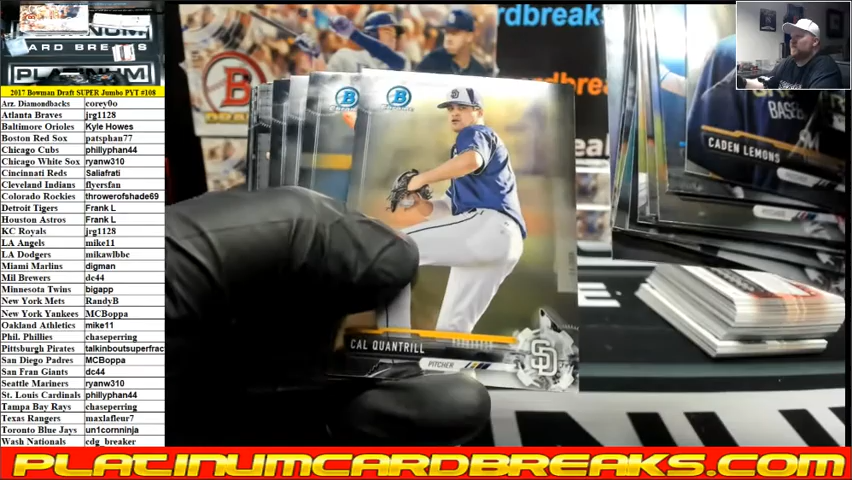 2017 Bowman Draft SUPER Jumbo PYT #108
Arz. Diamondbacks corey0o
Atlanta Braves jrg1128
Baltimore Orioles Kyle Howes
Boston Red Sox patsphan77
Chicago Cubs phillyphan44
Chicago White Sox ryanw310
Cincinnati Reds Saliafrati
Cleveland Indians flyersfan
Colorado Rockies throwerofshade69
Detroit Tigers Frank L
Houston Astros Frank L
KC Royals jrg1128
LA Angels mike11
LA Dodgers mikawlbbc
Miami Marlins digman
Mil Brewers dc44
Minnesota Twins bigapp
New York Mets RandyB
New York Yankees MCBoppa
Oakland Athletics mike11
Phil. Phillies chaseperring
Pittsburgh Pirates talkinboutsuperfrac
San Diego Padres MCBoppa
San Fran Giants dc44
Seattle Mariners ryanw310
St. Louis Cardinals phillyphan44
Tampa Bay Rays chaseperring
Texas Rangers maxlafleur7
Toronto Blue Jays un1cornninja
Wash Nationals cdg_breaker
CARD BREAKS
rdbreaks
CADEN LEMONS
PITCHER
CAL QUANTRILL
PITCHER
PLATINUMCARDBREAKS.COM